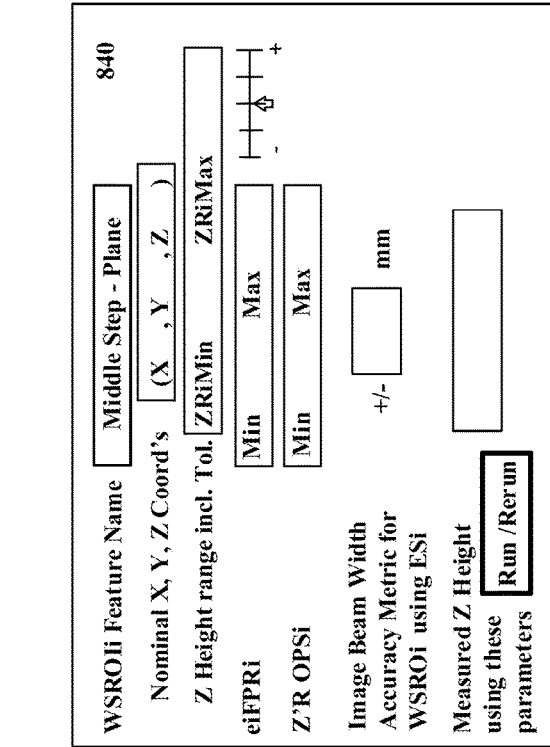 WSROIi Feature Name Middle Step - Plane 840
Nominal X, Y, Z Coord's (X , Y , Z )
Z Height range incl. Tol. ZRiMin ZRiMax
eiFPRi Min Max - +
Z'R OPSi Min Max
Image Beam Width
Accuracy Metric for +/- mm
WSROi using ESi
Measured Z Height
using these Run /Rerun
parameters